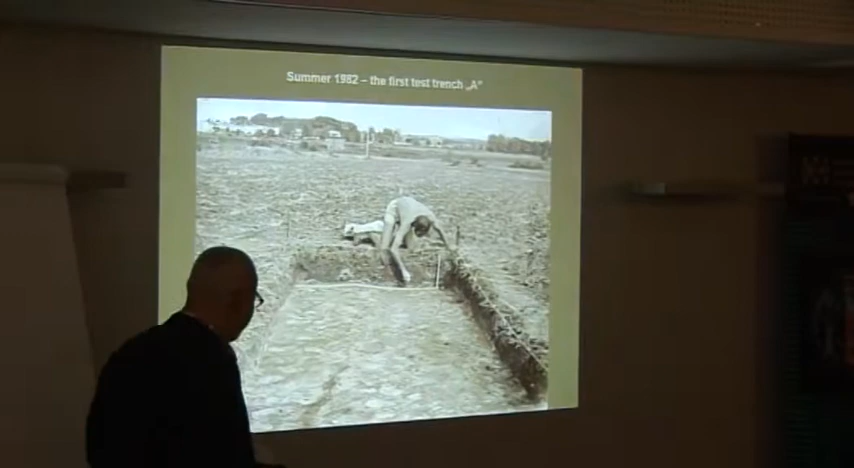 Summer 1982 – the first test trench „A”